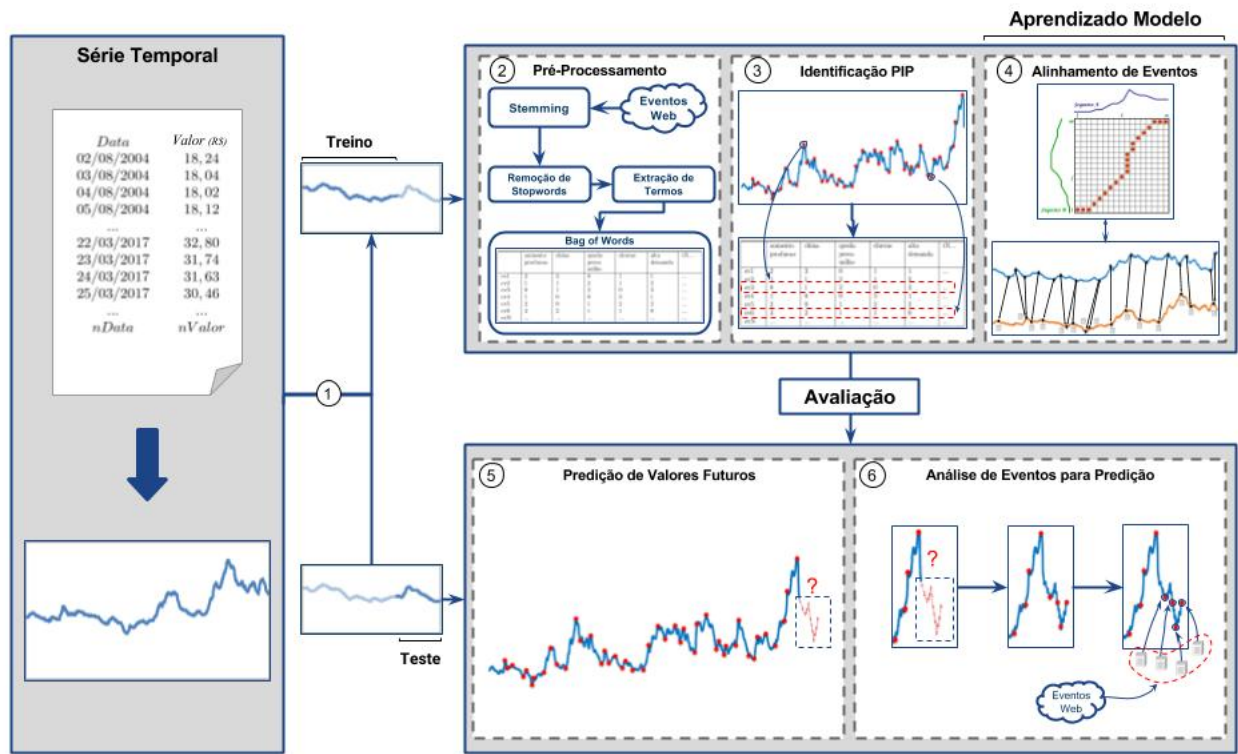 Aprendizado Modelo
Série Temporal
Data Valor (R$)
02/08/2004 18,24
03/08/2004 18,04
04/08/2004 18,02
05/08/2004 18,12
... ...
22/03/2017 32,80
23/03/2017 31,74
24/03/2017 31,63
25/03/2017 30,46
... ...
nData nValor
1
Treino
Teste
2 Pré-Processamento
Stemming
Eventos
Web
Remoção de
Stopwords
Extração de
Termos
Bag of Words
3 Identificação PIP
4 Alinhamento de Eventos
Avaliação
5 Predição de Valores Futuros
?
6 Análise de Eventos para Predição
?
Eventos
Web